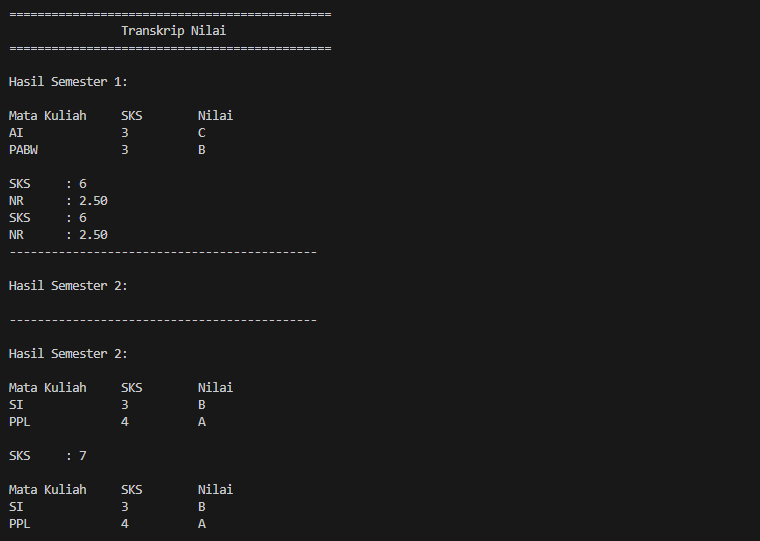 ==============================================
Transkrip Nilai
==============================================
Hasil Semester 1:
Mata Kuliah     SKS        Nilai
AI              3          C
PABW            3          B
SKS     : 6
NR      : 2.50
SKS     : 6
NR      : 2.50
--------------------------------------------
Hasil Semester 2:
--------------------------------------------
Hasil Semester 2:
Mata Kuliah     SKS        Nilai
SI              3          B
PPL             4          A
SKS     : 7
Mata Kuliah     SKS        Nilai
SI              3          B
PPL             4          A